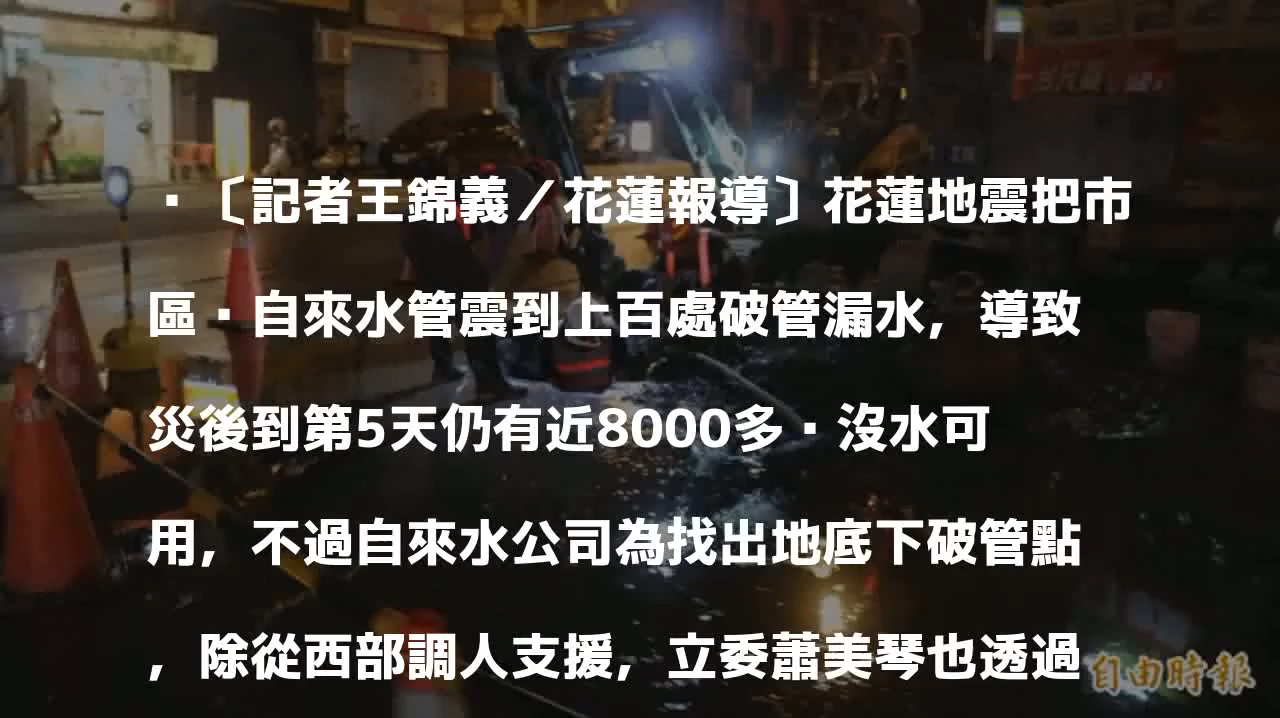 ·〔記者王錦義／花蓮報導〕花蓮地震把市
區·自來水管震到上百處破管漏水，導致
災後到第5天仍有近8000多·沒水可
用，不過自來水公司為找出地底下破管點
，除從西部調人支援，立委蕭美琴也透過
自由時報